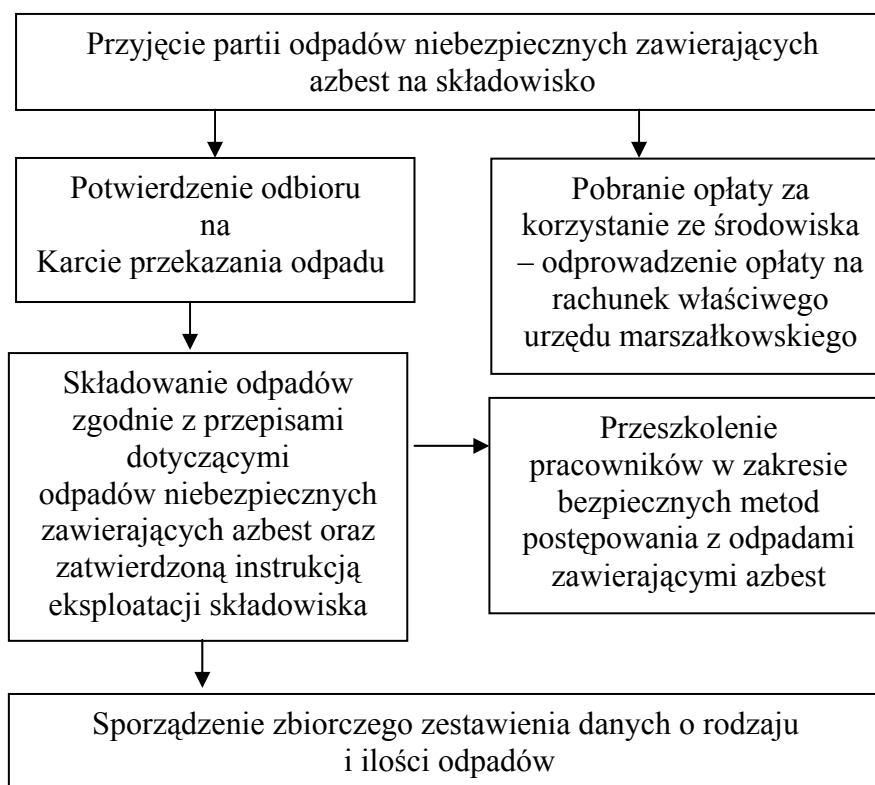 Przyjęcie partii odpadów niebezpiecznych zawierających
azbest na składowisko
Potwierdzenie odbioru
na
Karcie przekazania odpadu
Pobranie opłaty za
korzystanie ze środowiska
– odprowadzenie opłaty na
rachunek właściwego
urzędu marszałkowskiego
Składowanie odpadów
zgodnie z przepisami
dotyczącymi
odpadów niebezpiecznych
zawierających azbest oraz
zatwierdzoną instrukcją
eksploatacji składowiska
Przeszkolenie
pracowników w zakresie
bezpiecznych metod
postępowania z odpadami
zawierającymi azbest
Sporządzenie zbiorczego zestawienia danych o rodzaju
i ilości odpadów